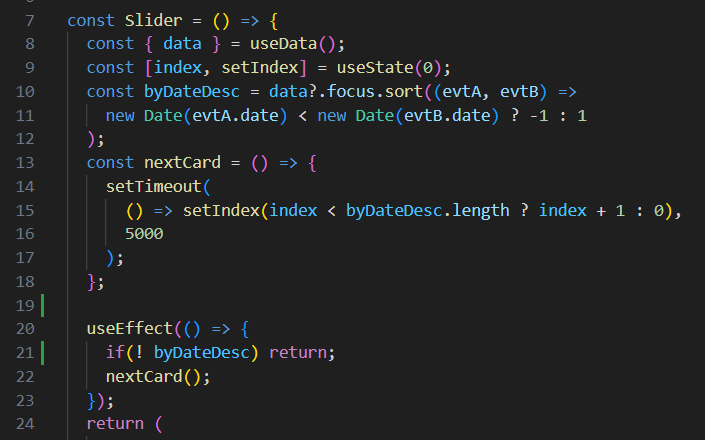 7 const Slider = () => {
8 const { data } = useData();
9 const [index, setIndex] = useState(0);
10 const byDateDesc = data?.focus.sort((evtA, evtB) =>
11 new Date(evtA.date) < new Date(evtB.date) ? -1 : 1
12 );
13 const nextCard = () => {
14 setTimeout(
15 () => setIndex(index < byDateDesc.length ? index + 1 : 0),
16 5000
17 );
18 };
19
20 useEffect(() => {
21 if(! byDateDesc) return;
22 nextCard();
23 });
24 return (